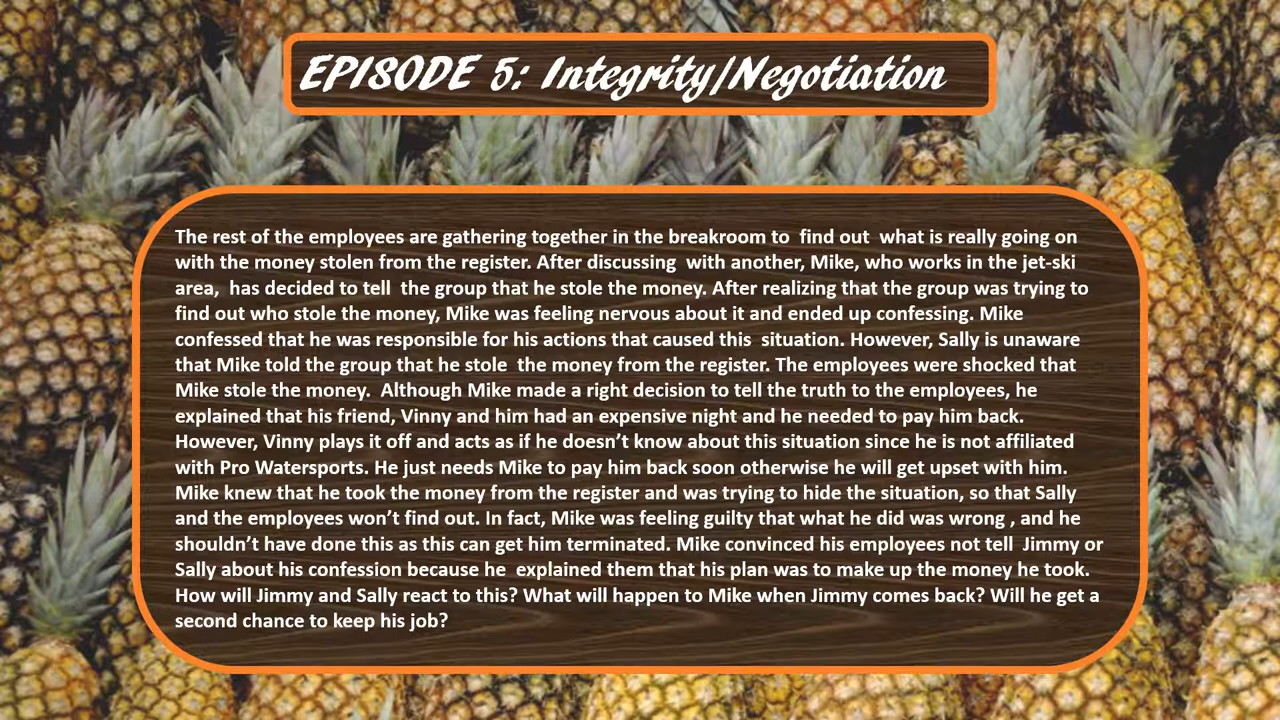 EPISODE 5: Integrity/Negotiation
The rest of the employees are gathering together in the breakroom to  find out  what is really going on
with the money stolen from the register. After discussing  with another, Mike, who works in the jet-ski
area,  has decided to tell  the group that he stole the money. After realizing that the group was trying to
find out who stole the money, Mike was feeling nervous about it and ended up confessing. Mike
confessed that he was responsible for his actions that caused this  situation. However, Sally is unaware
that Mike told the group that he stole  the money from the register. The employees were shocked that
Mike stole the money.  Although Mike made a right decision to tell the truth to the employees, he
explained that his friend, Vinny and him had an expensive night and he needed to pay him back.
However, Vinny plays it off and acts as if he doesn’t know about this situation since he is not affiliated
with Pro Watersports. He just needs Mike to pay him back soon otherwise he will get upset with him.
Mike knew that he took the money from the register and was trying to hide the situation, so that Sally
and the employees won’t find out. In fact, Mike was feeling guilty that what he did was wrong , and he
shouldn’t have done this as this can get him terminated. Mike convinced his employees not tell  Jimmy or
Sally about his confession because he  explained them that his plan was to make up the money he took.
How will Jimmy and Sally react to this? What will happen to Mike when Jimmy comes back? Will he get a
second chance to keep his job?